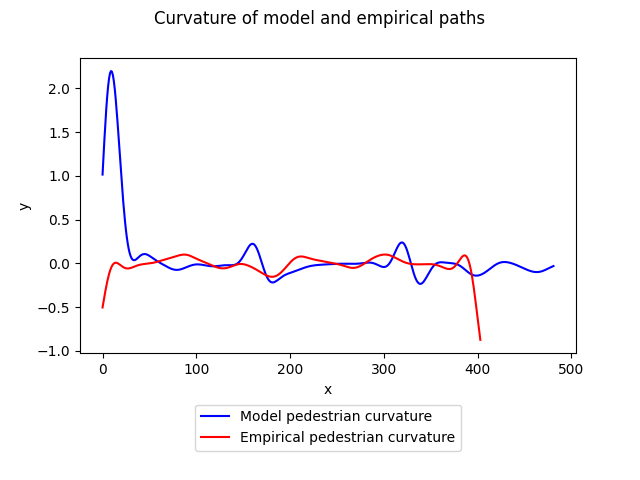 Curvature of model and empirical paths
2.0
1.5
1.0
0.5
0.0
−0.5
−1.0
y
0 100 200 300 400 500
x
Model pedestrian curvature
Empirical pedestrian curvature